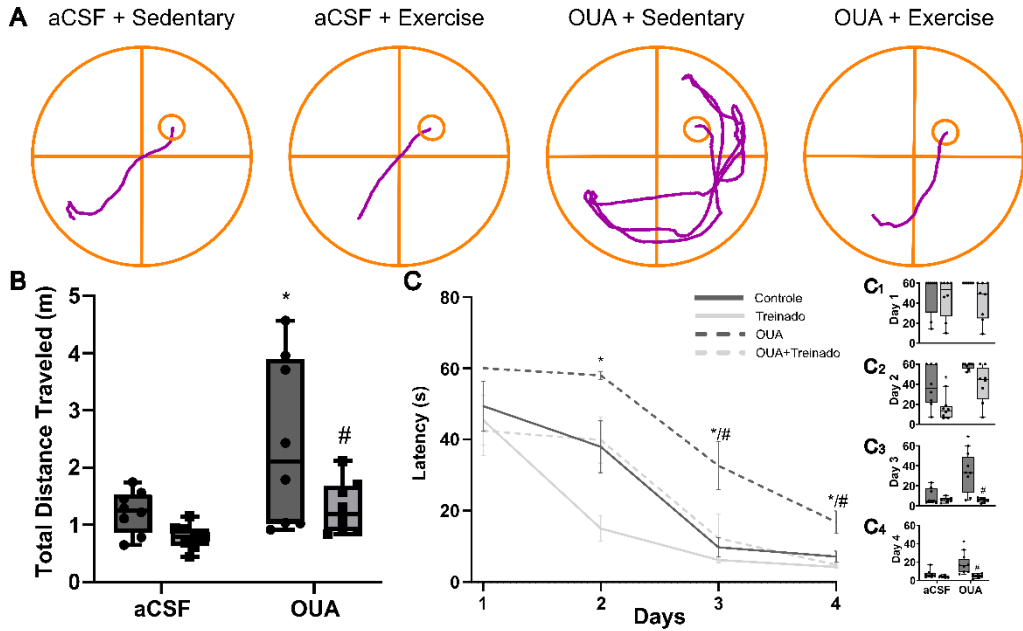 A
aCSF + Sedentary
aCSF + Exercise
OUA + Sedentary
OUA + Exercise
B
Total Distance Traveled (m)
5
4
3
2
1
0
*
#
aCSF
OUA
C
Latency (s)
80
60
40
20
0
Controle
Treinado
OUA
OUA+Treinado
*
*/#
*/#
1
2
3
4
Days
C1
Day 1
60
40
20
0
C2
Day 2
60
40
20
0
C3
Day 3
60
40
20
0
#
C4
Day 4
60
40
20
0
#
aCSF
OUA